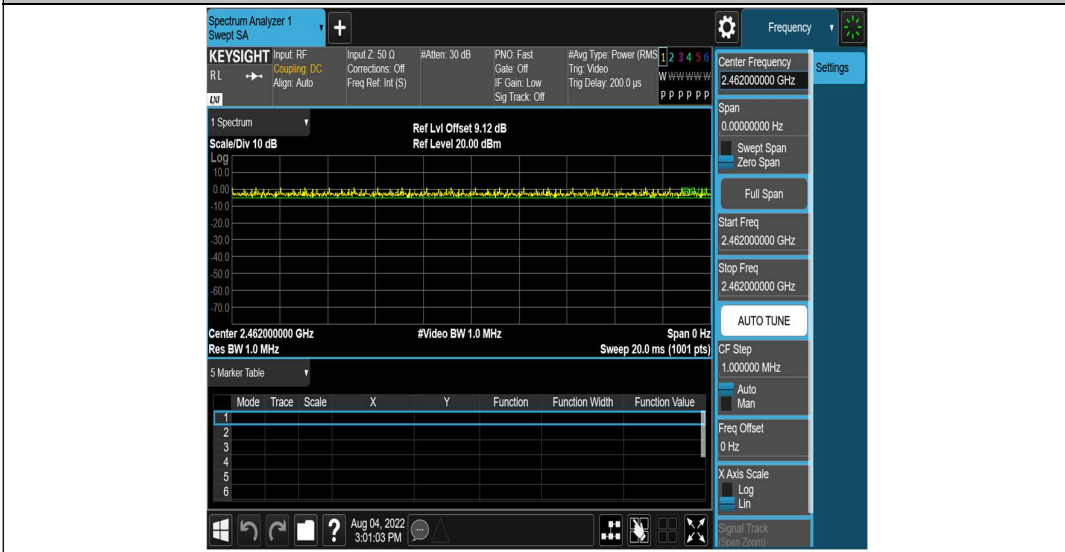 Spectrum Analyzer 1
Swept SA
+
Frequency
KEYSIGHT
RL
LXI
Input: RF
Coupling: DC
Align: Auto
Input Z: 50 Ω
Corrections: Off
Freq Ref: Int (S)
#Atten: 30 dB
PNO: Fast
Gate: Off
IF Gain: Low
Sig Track: Off
#Avg Type: Power (RMS
Trig: Video
Trig Delay: 200.0 µs
1 2 3 4 5 6
W W W W W W
P P P P P P
Center Frequency
2.462000000 GHz
Settings
Span
0.00000000 Hz
Swept Span
Zero Span
Full Span
Start Freq
2.462000000 GHz
Stop Freq
2.462000000 GHz
AUTO TUNE
CF Step
1.000000 MHz
Auto
Man
Freq Offset
0 Hz
X Axis Scale
Log
Lin
Signal Track
(Span Zoom)
1 Spectrum
Scale/Div 10 dB
Ref Lvl Offset 9.12 dB
Ref Level 20.00 dBm
Log
10.0
0.00
-10.0
-20.0
-30.0
-40.0
-50.0
-60.0
-70.0
Center 2.462000000 GHz
#Video BW 1.0 MHz
Span 0 Hz
Res BW 1.0 MHz
Sweep 20.0 ms (1001 pts)
5 Marker Table
Mode Trace Scale X Y Function Function Width Function Value
1
2
3
4
5
6
?
Aug 04, 2022
3:01:03 PM